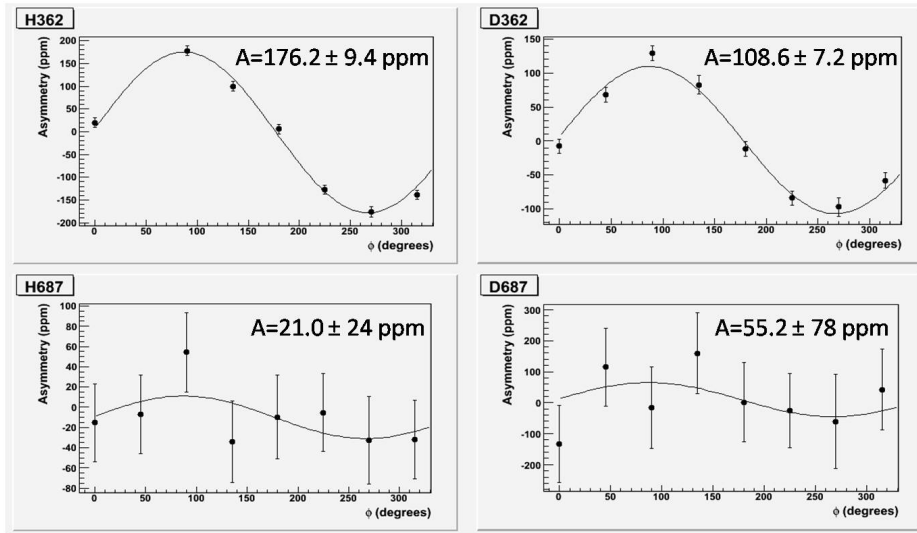 H362
A=176.2 ± 9.4 ppm
Asymmetry (ppm)
200
150
100
50
0
-50
-100
-150
-200
0 50 100 150 200 250 300
ϕ (degrees)
D362
A=108.6 ± 7.2 ppm
Asymmetry (ppm)
150
100
50
0
-50
-100
0 50 100 150 200 250 300
ϕ (degrees)
H687
A=21.0 ± 24 ppm
Asymmetry (ppm)
100
80
60
40
20
0
-20
-40
-60
-80
0 50 100 150 200 250 300
ϕ (degrees)
D687
A=55.2 ± 78 ppm
Asymmetry (ppm)
300
200
100
0
-100
-200
0 50 100 150 200 250 300
ϕ (degrees)